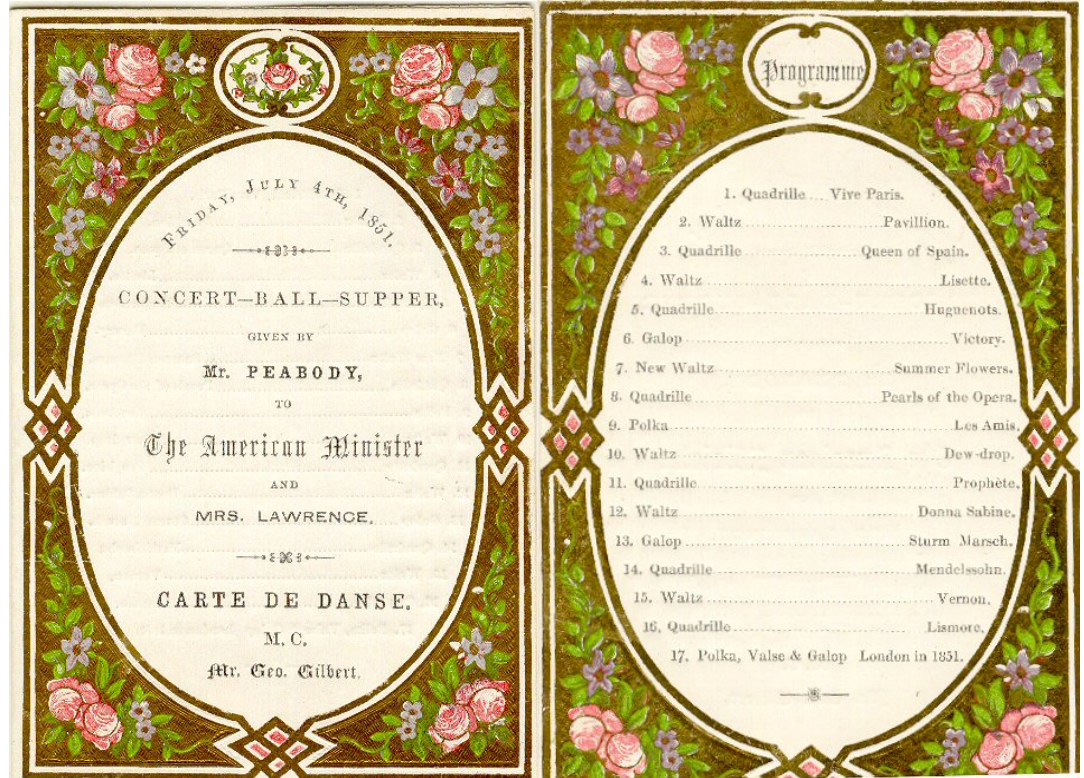 FRIDAY, JULY 4TH, 1851.
CONCERT—BALL—SUPPER,
GIVEN BY
Mr. PEABODY,
TO
The American Minister
AND
MRS. LAWRENCE.
CARTE DE DANSE.
M. C.
Mr. Geo. Gilbert.
Programme
1. Quadrille .... Vive Paris.
2. Waltz .................... Pavillion.
3. Quadrille .................... Queen of Spain.
4. Waltz .................... Lisette.
5. Quadrille .................... Huguenots.
6. Galop .................... Victory.
7. New Waltz .................... Summer Flowers.
8. Quadrille .................... Pearls of the Opera.
9. Polka .................... Les Amis.
10. Waltz .................... Dew-drop.
11. Quadrille .................... Prophète.
12. Waltz .................... Donna Sabine.
13. Galop .................... Sturm Marsch.
14. Quadrille .................... Mendelssohn.
15. Waltz .................... Vernon.
16. Quadrille .................... Lismore.
17. Polka, Valse & Galop London in 1851.